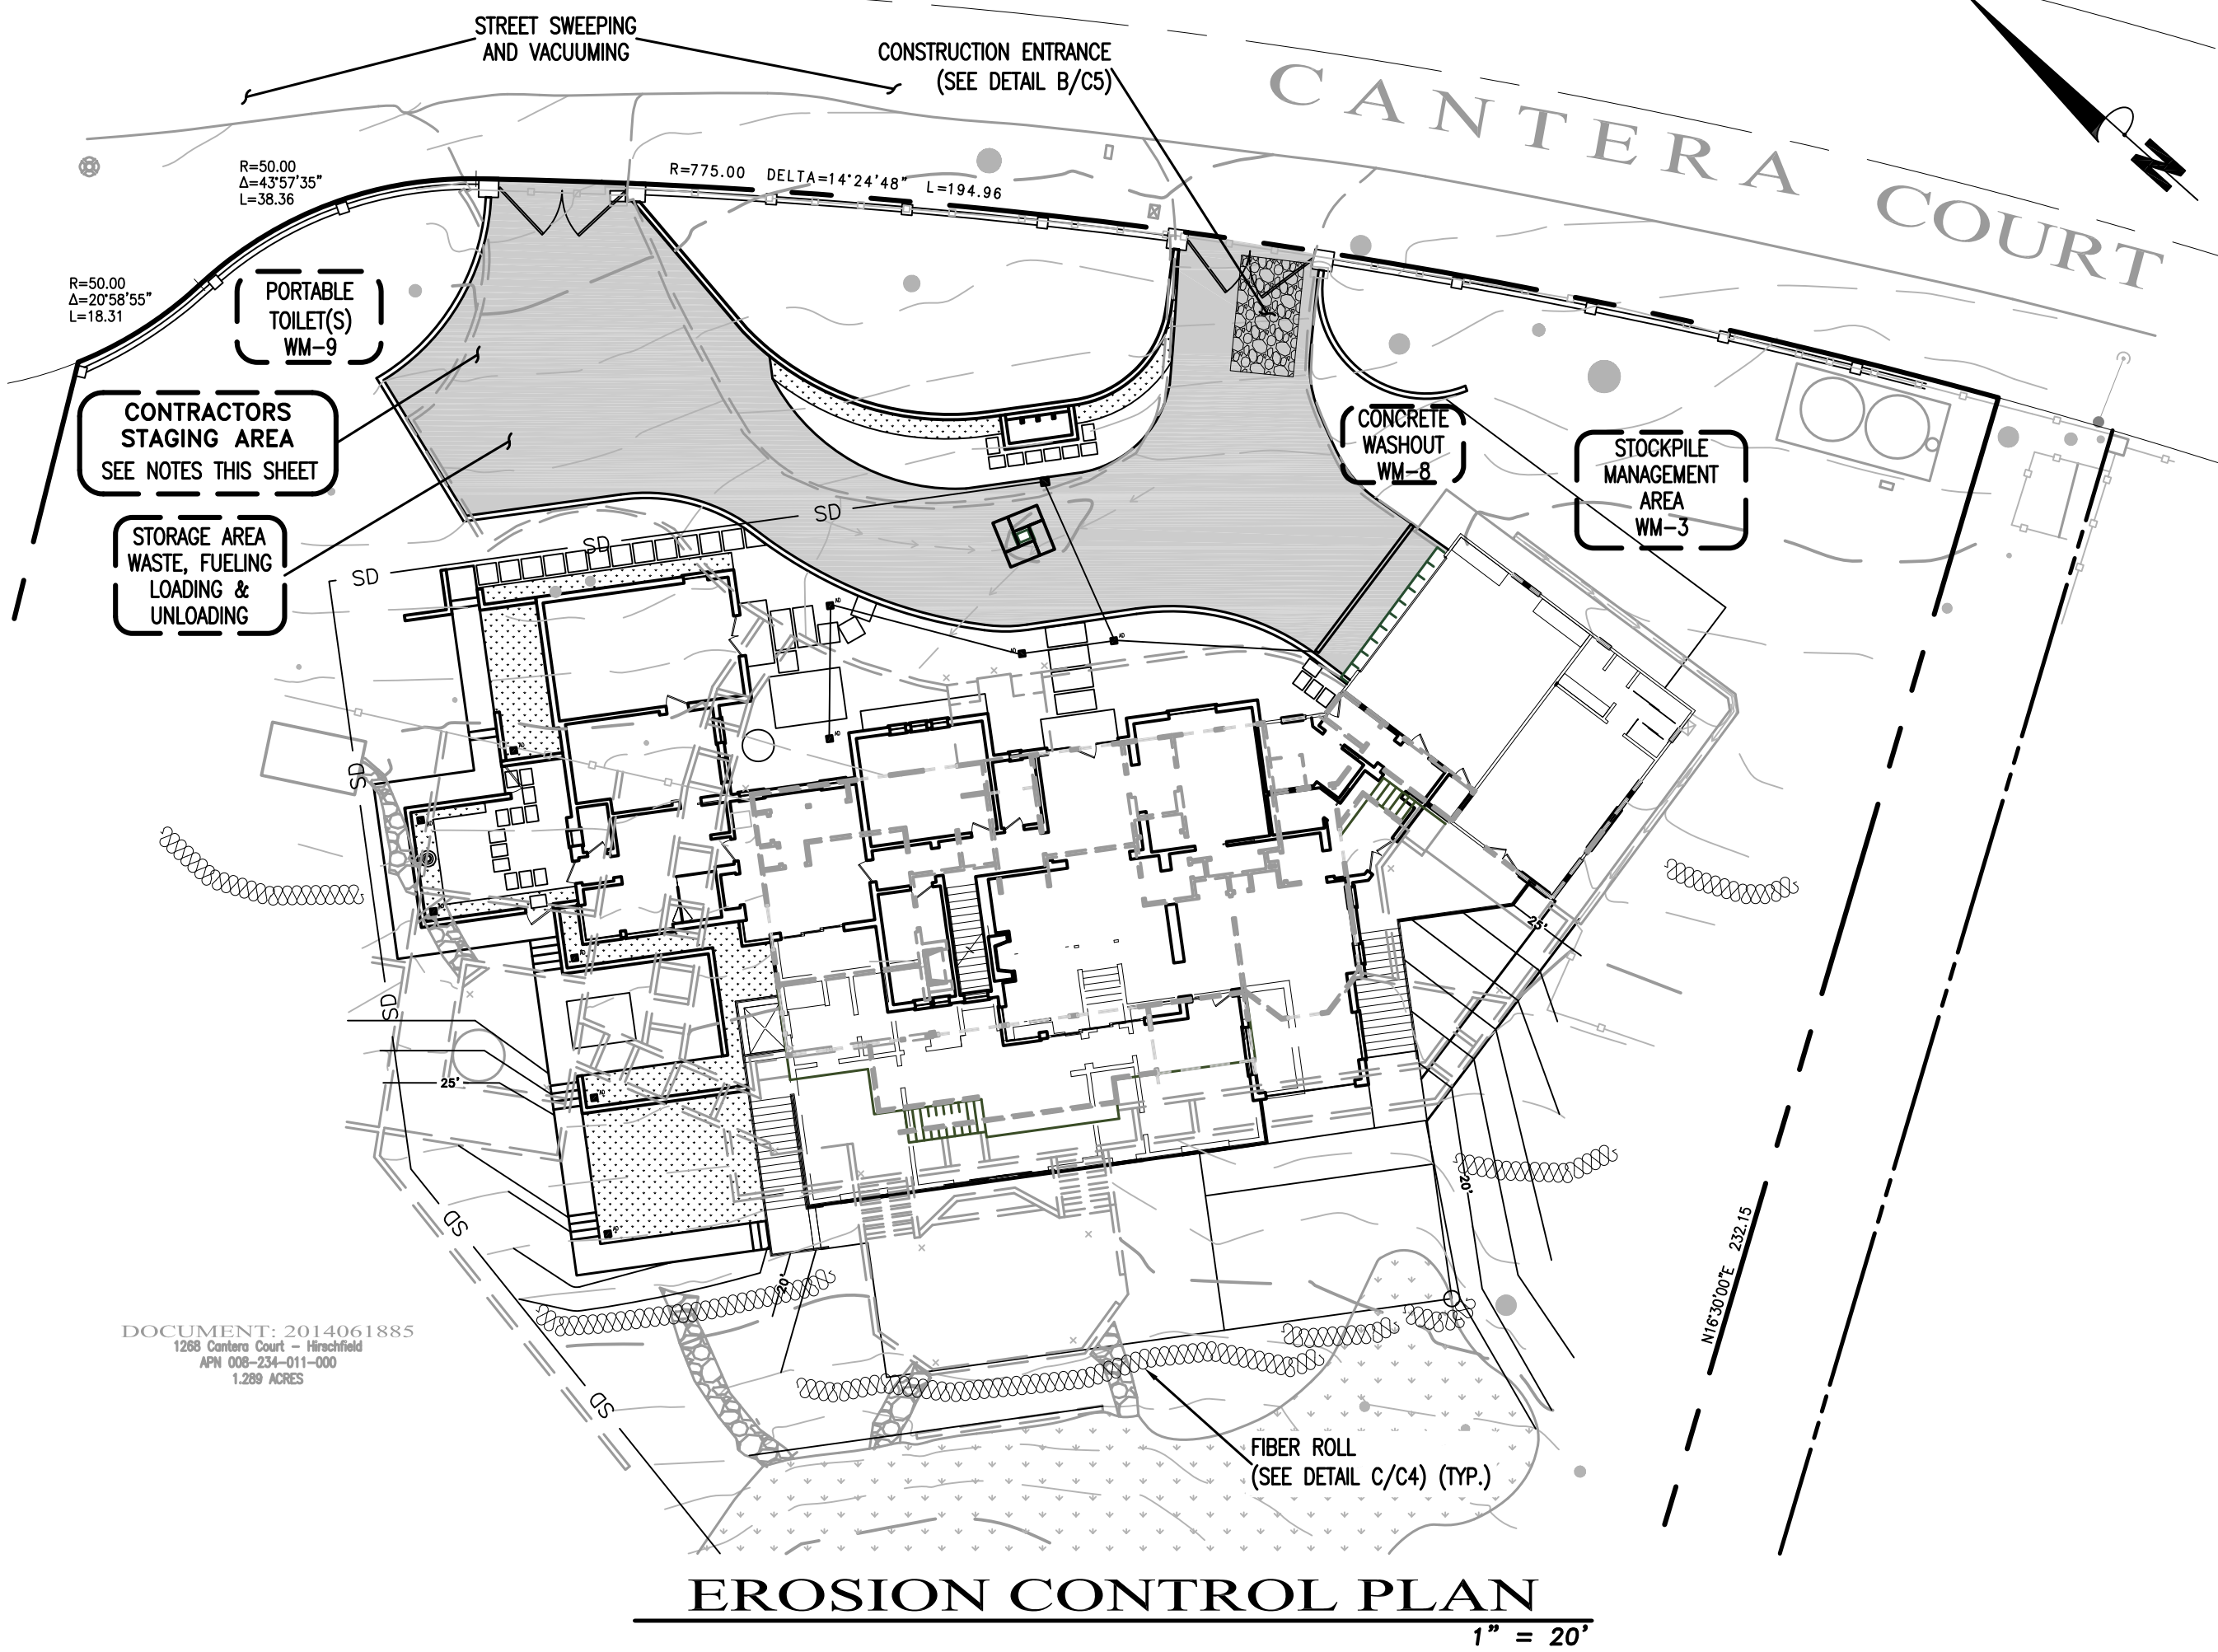 STREET SWEEPING
AND VACUUMING
CONSTRUCTION ENTRANCE
(SEE DETAIL B/C5)
CANTERA COURT
N
R=50.00
Δ=43°57'35"
L=38.36
R=775.00 DELTA=14°24'48" L=194.96
R=50.00
Δ=20°58'55"
L=18.31
PORTABLE
TOILET(S)
WM-9
CONTRACTORS
STAGING AREA
SEE NOTES THIS SHEET
STORAGE AREA
WASTE, FUELING
LOADING &
UNLOADING
CONCRETE
WASHOUT
WM-8
STOCKPILE
MANAGEMENT
AREA
WM-3
SD
SD
SD
SD
SD
SD
SD
25'
25'
20'
20'
N16°30'00"E 232.15
DOCUMENT: 2014061885
1268 Cantera Court - Hirschfield
APN 008-234-011-000
1.289 ACRES
FIBER ROLL
(SEE DETAIL C/C4) (TYP.)
EROSION CONTROL PLAN
1" = 20'